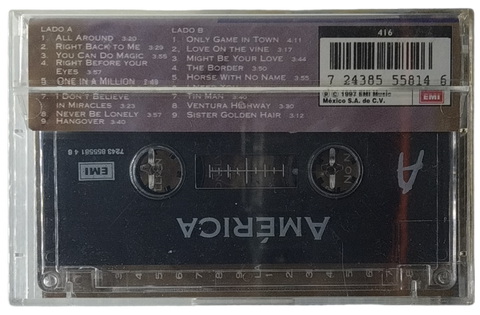 LADO A
1. ALL AROUND 3:20
2. RIGHT BACK TO ME 3:29
3. YOU CAN DO MAGIC 3:55
4. RIGHT BEFORE YOUR
EYES 3:57
5. ONE IN A MILLION
7. I DON'T BELIEVE
IN MIRACLES 3:23
8. NEVER BE LONELY 3:57
9. HANGOVER 3:40
LADO B
1. ONLY GAME IN TOWN 4:11
2. LOVE ON THE VINE 3:17
3. MIGHT BE YOUR LOVE 3:44
4. THE BORDER 3:50
5. HORSE WITH NO NAME 3:55
7. TIN MAN
8. VENTURA HIGHWAY 3:30
9. SISTER GOLDEN HAIR 3:12
416
7 24385 55814 6
℗ © 1997 EMI Music
México S.A. de C.V.
EMI
7243 855581 4 6
EMI
AMÉRICA
A